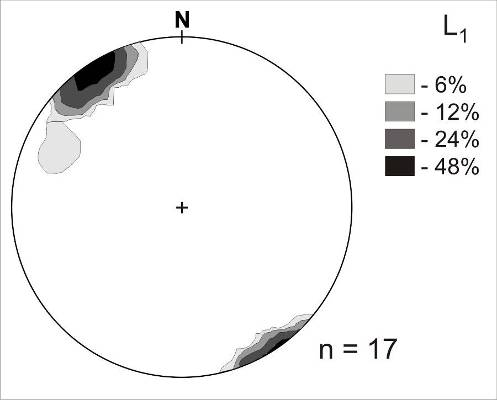 N
L₁
- 6%
- 12%
- 24%
- 48%
n = 17